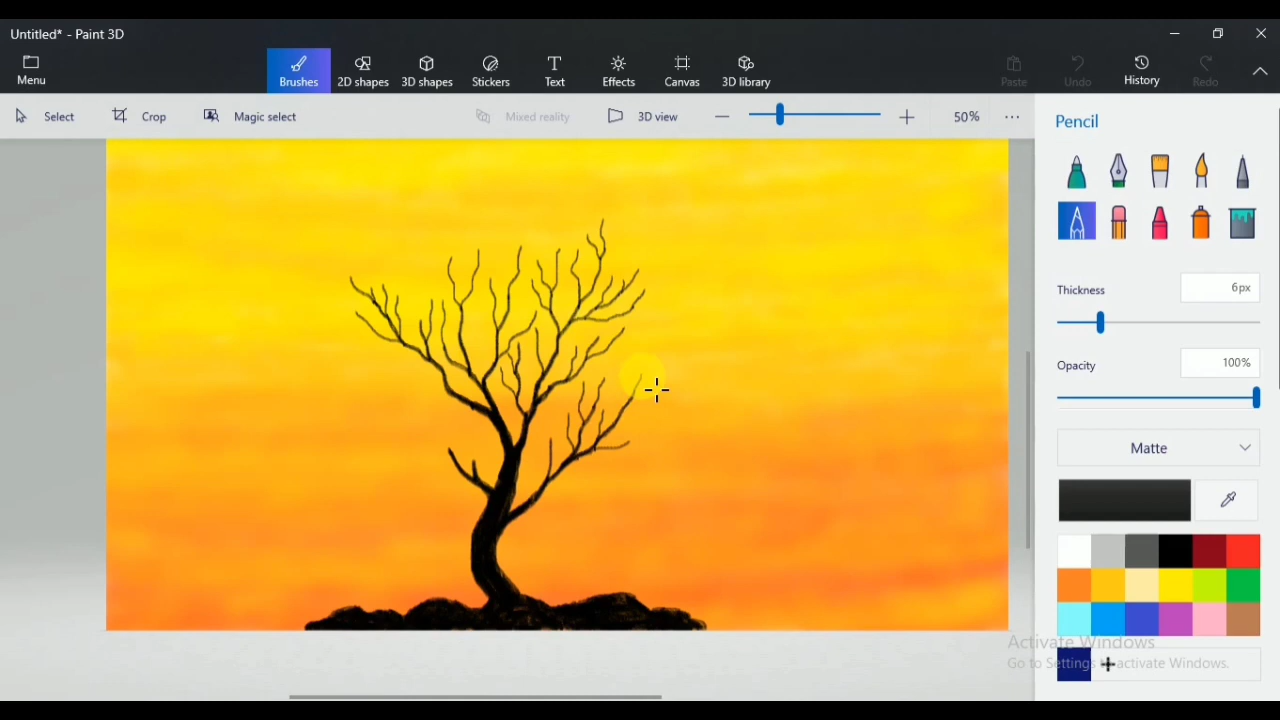 Untitled* - Paint 3D
Menu
Brushes
2D shapes
3D shapes
Stickers
Text
Effects
Canvas
3D library
Paste
Undo
History
Redo
Select
Crop
Magic select
Mixed reality
3D view
50%
Pencil
Thickness
6px
Opacity
100%
Matte
Activate Windows
Go to Settings to activate Windows.